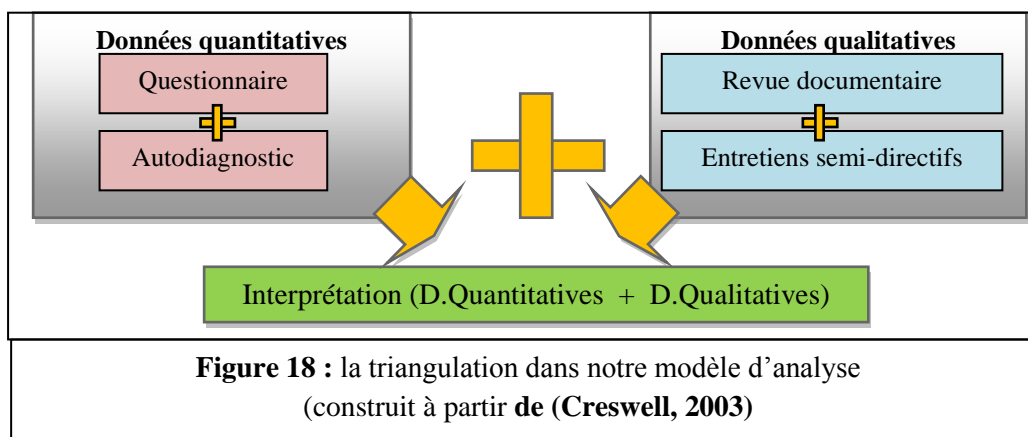 Données quantitatives
Questionnaire
Autodiagnostic
Données qualitatives
Revue documentaire
Entretiens semi-directifs
Interprétation (D.Quantitatives + D.Qualitatives)
Figure 18 : la triangulation dans notre modèle d’analyse
(construit à partir de (Creswell, 2003)